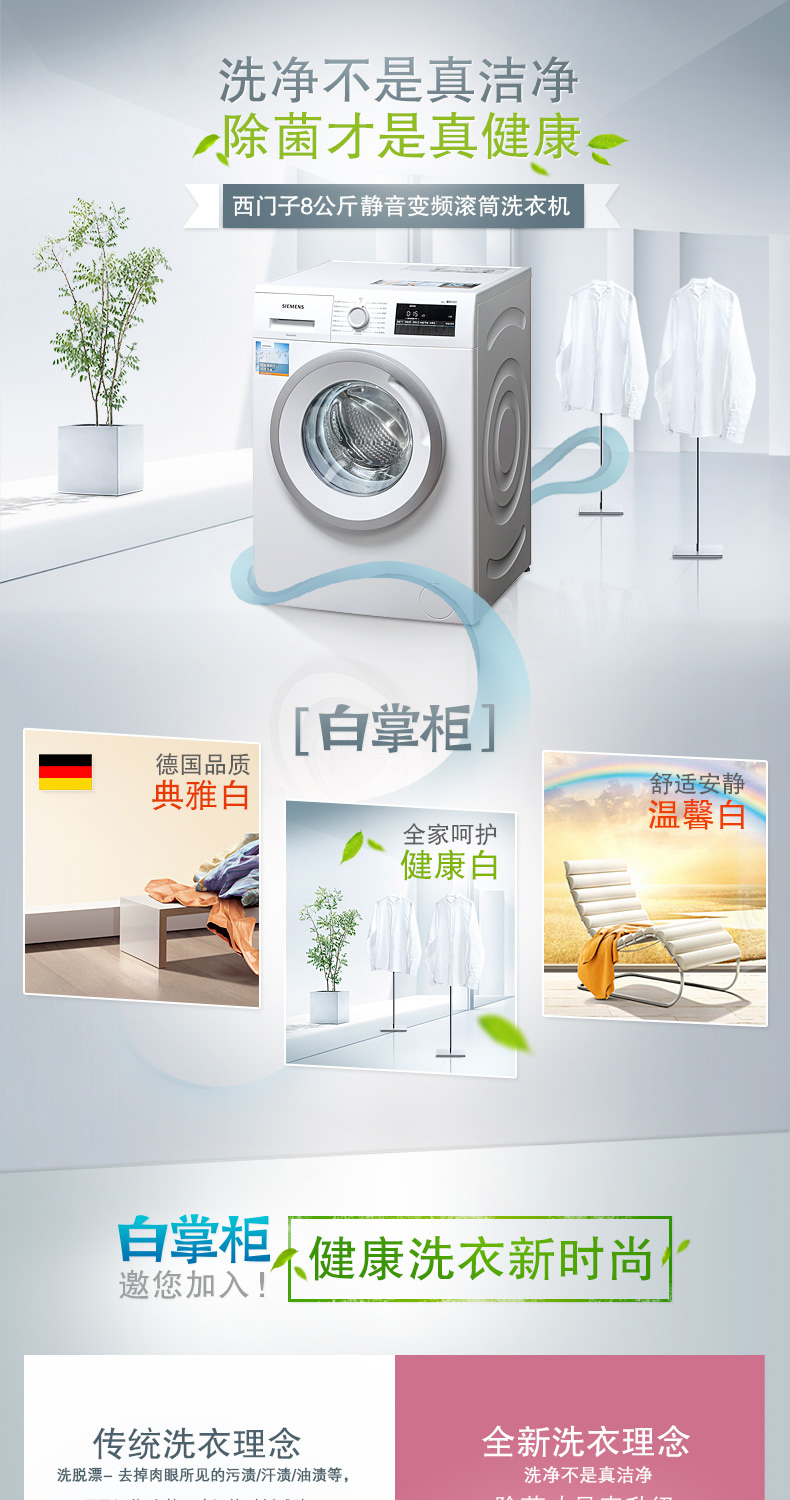 洗净不是真洁净
除菌才是真健康
西门子8公斤静音变频滚筒洗衣机
SIEMENS
0:15
[白掌柜]
德国品质
典雅白
全家呵护
健康白
舒适安静
温馨白
白掌柜
邀您加入！
健康洗衣新时尚
传统洗衣理念
洗脱漂– 去掉肉眼所见的污渍/汗渍/油渍等，
全新洗衣理念
洗净不是真洁净